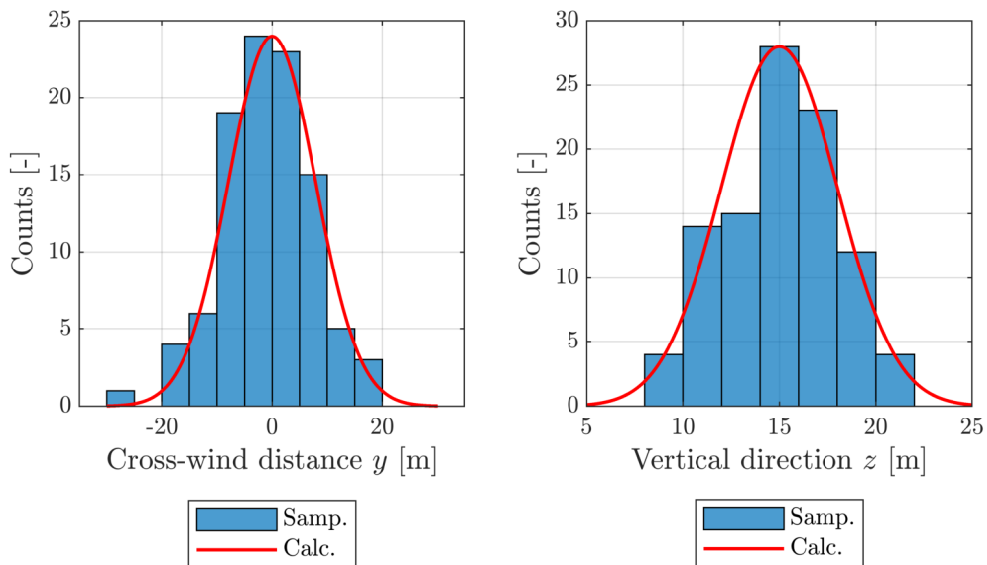 25
20
15
10
5
0
Counts [-]
-20 0 20
Cross-wind distance y [m]
Samp.
Calc.
30
25
20
15
10
5
0
Counts [-]
5 10 15 20 25
Vertical direction z [m]
Samp.
Calc.